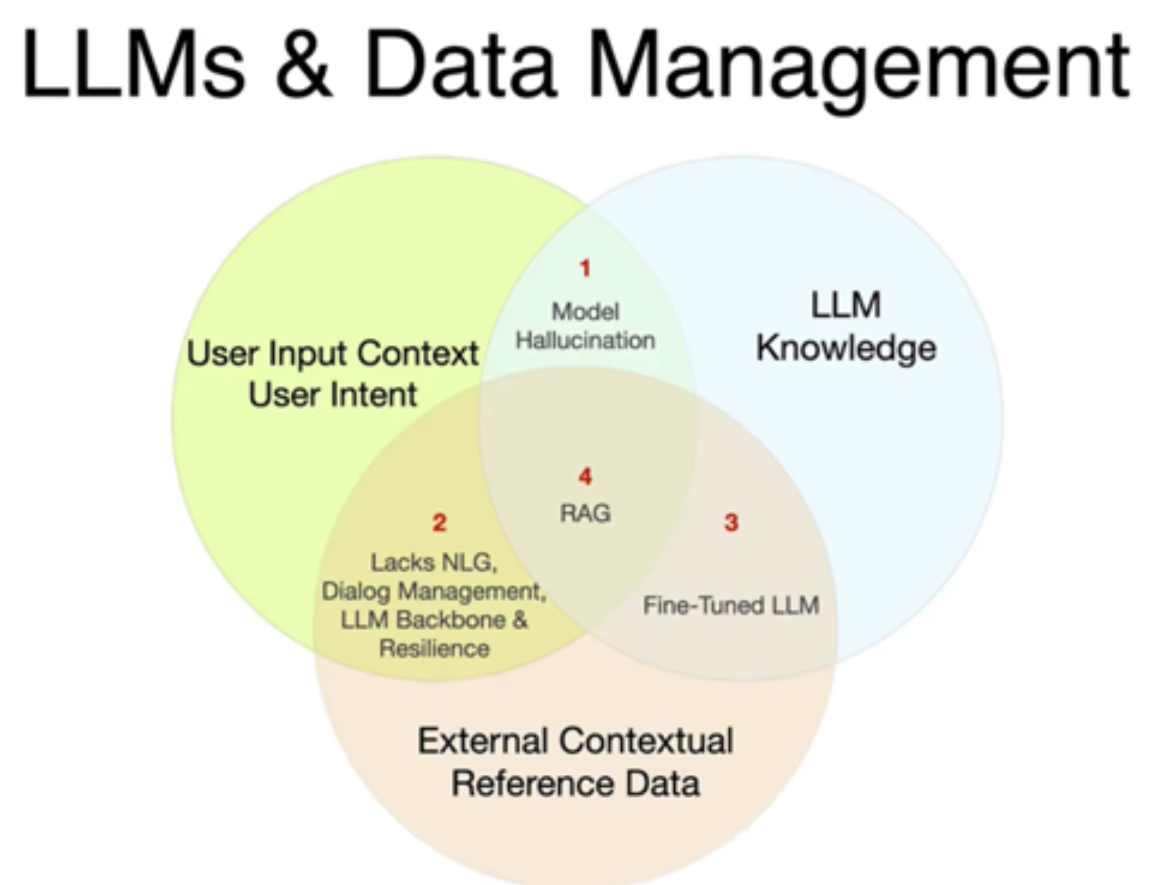 LLMs & Data Management
1
Model
Hallucination
LLM
Knowledge
User Input Context
User Intent
4
RAG
2
Lacks NLG,
Dialog Management,
LLM Backbone &
Resilience
3
Fine-Tuned LLM
External Contextual
Reference Data